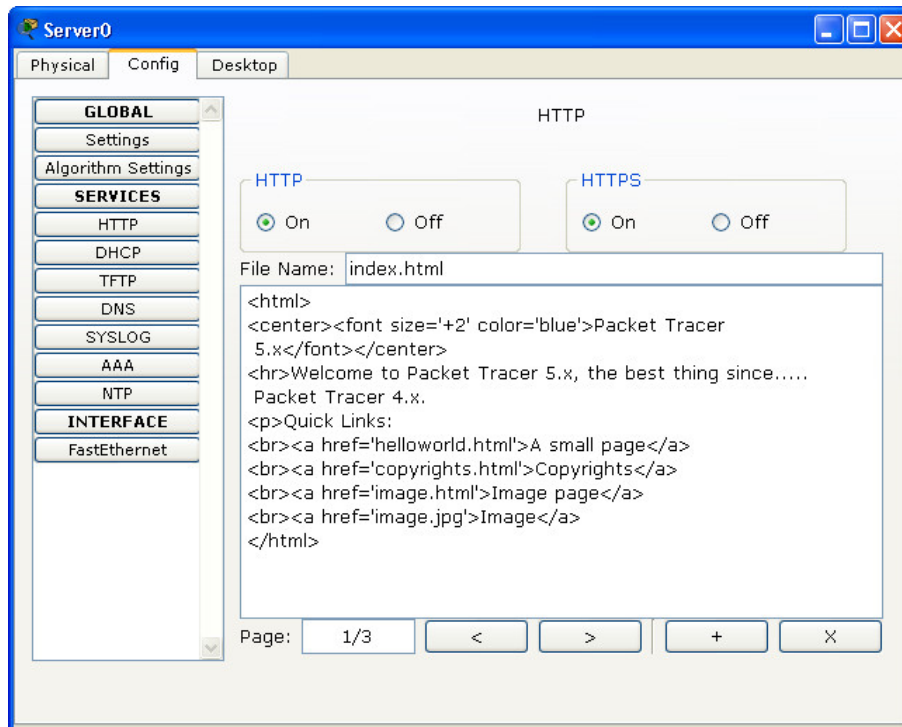 Server0
Physical Config Desktop
GLOBAL
Settings
Algorithm Settings
SERVICES
HTTP
DHCP
TFTP
DNS
SYSLOG
AAA
NTP
INTERFACE
FastEthernet
HTTP
HTTP
On Off
HTTPS
On Off
File Name: index.html
<html>
<center><font size='+2' color='blue'>Packet Tracer
5.x</font></center>
<hr>Welcome to Packet Tracer 5.x, the best thing since.....
Packet Tracer 4.x.
<p>Quick Links:
<br><a href='helloworld.html'>A small page</a>
<br><a href='copyrights.html'>Copyrights</a>
<br><a href='image.html'>Image page</a>
<br><a href='image.jpg'>Image</a>
</html>
Page: 1/3 < > + X